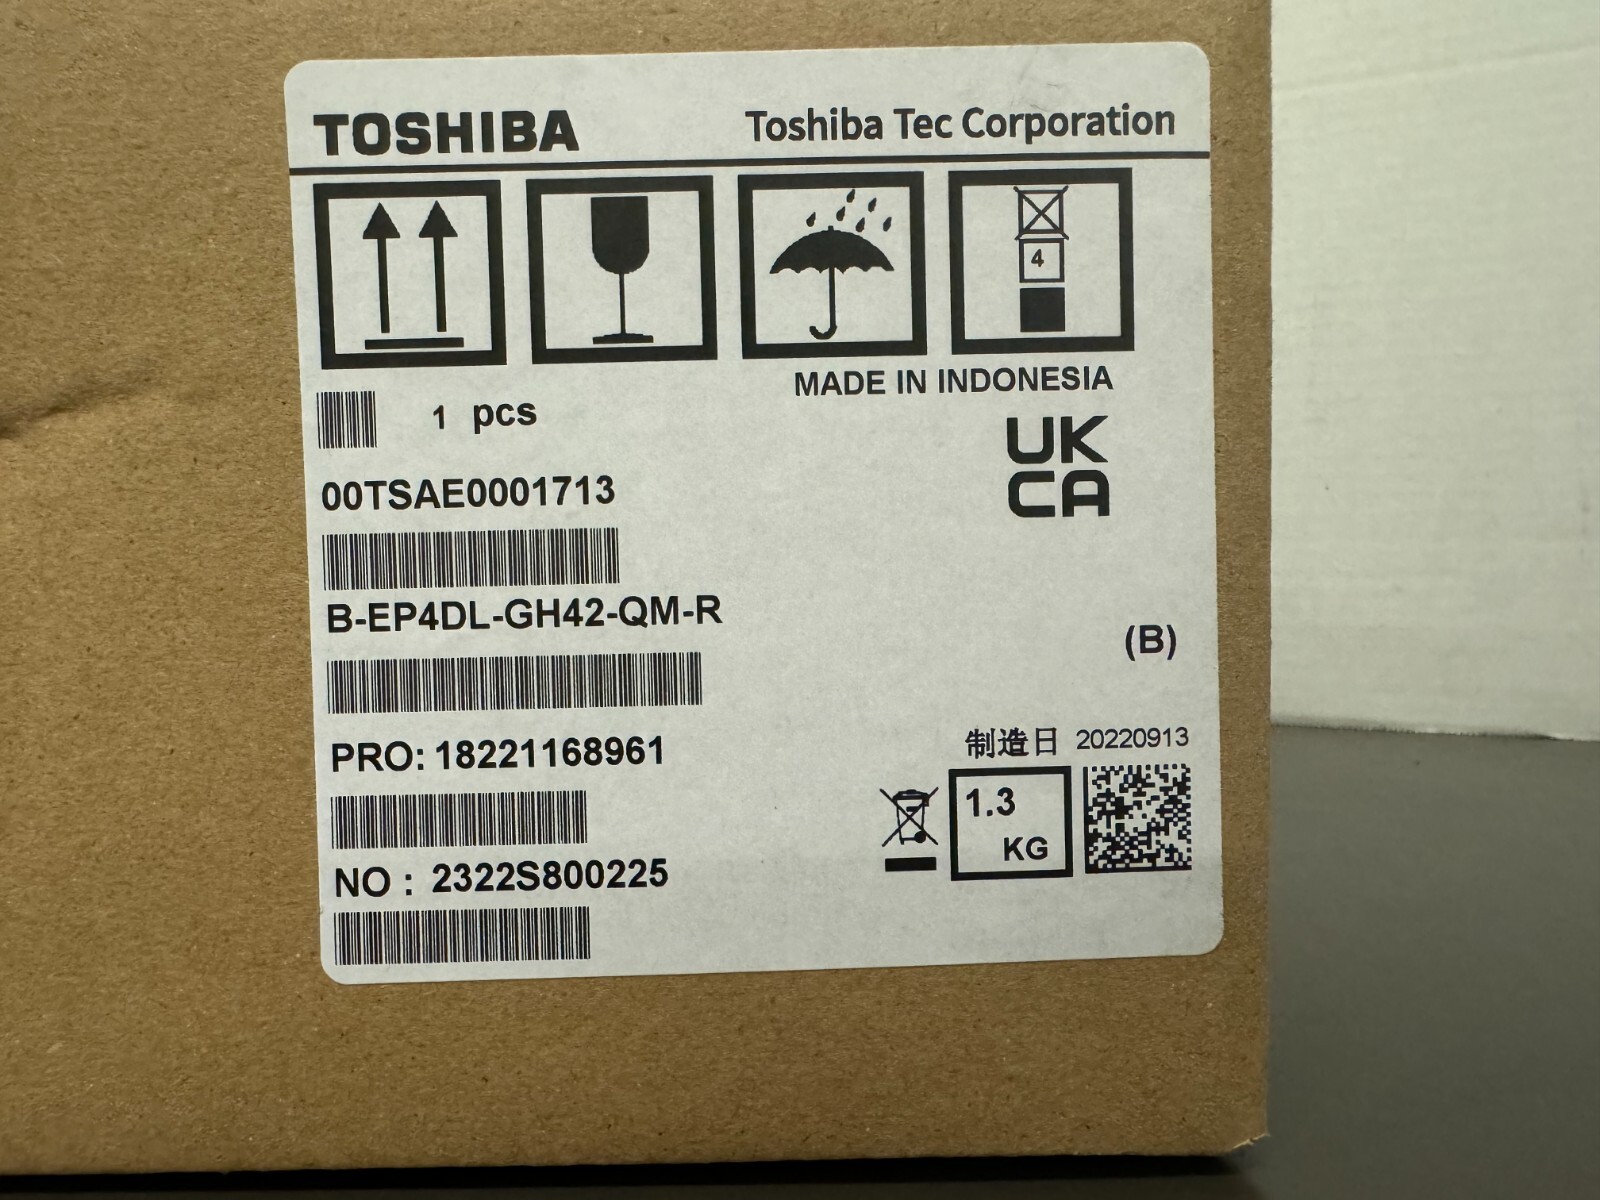 TOSHIBA Toshiba Tec Corporation
4
MADE IN INDONESIA
1 pcs
UK
CA
00TSAE0001713
B-EP4DL-GH42-QM-R
(B)
PRO: 18221168961
制造日 20220913
1.3
KG
NO : 2322S800225